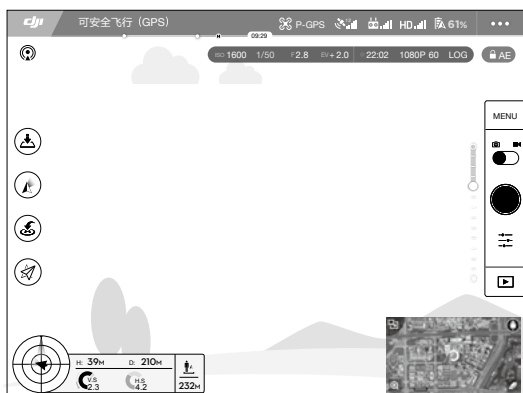 dji 可安全飞行 (GPS) P-GPS HD 61%
09:29
H
ISO 1600 1/50 F 2.8 EV +2.0 22:02 1080P 60 LOG AE
MENU
H: 39M D: 210M
V.S 2.3 H.S 4.2 232M